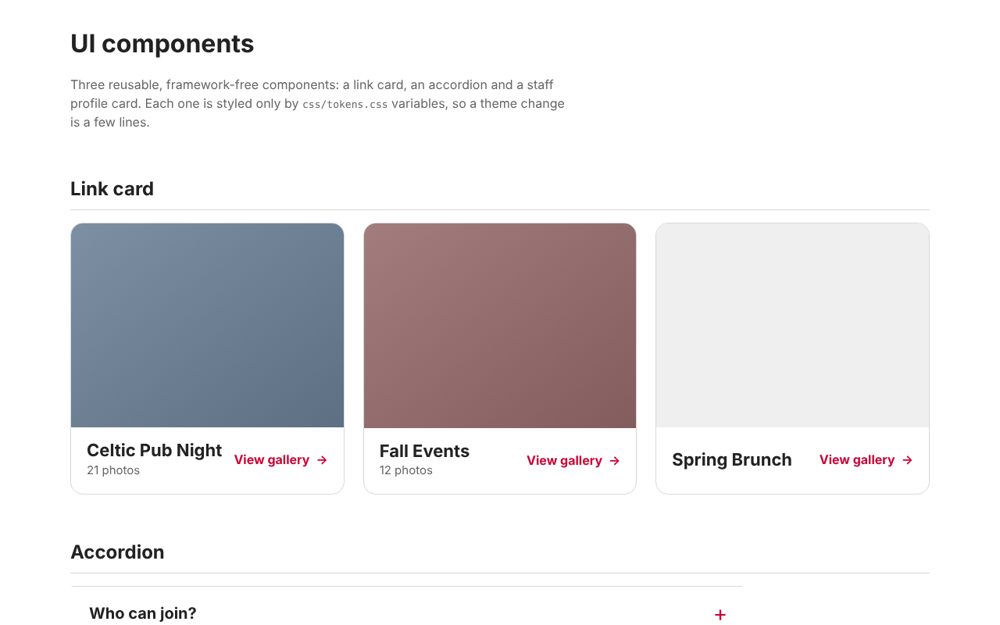 UI components
Three reusable, framework-free components: a link card, an accordion and a staff
profile card. Each one is styled only by css/tokens.css variables, so a theme change
is a few lines.
Link card
Celtic Pub Night
21 photos
View gallery →
Fall Events
12 photos
View gallery →
Spring Brunch
View gallery →
Accordion
Who can join?
+